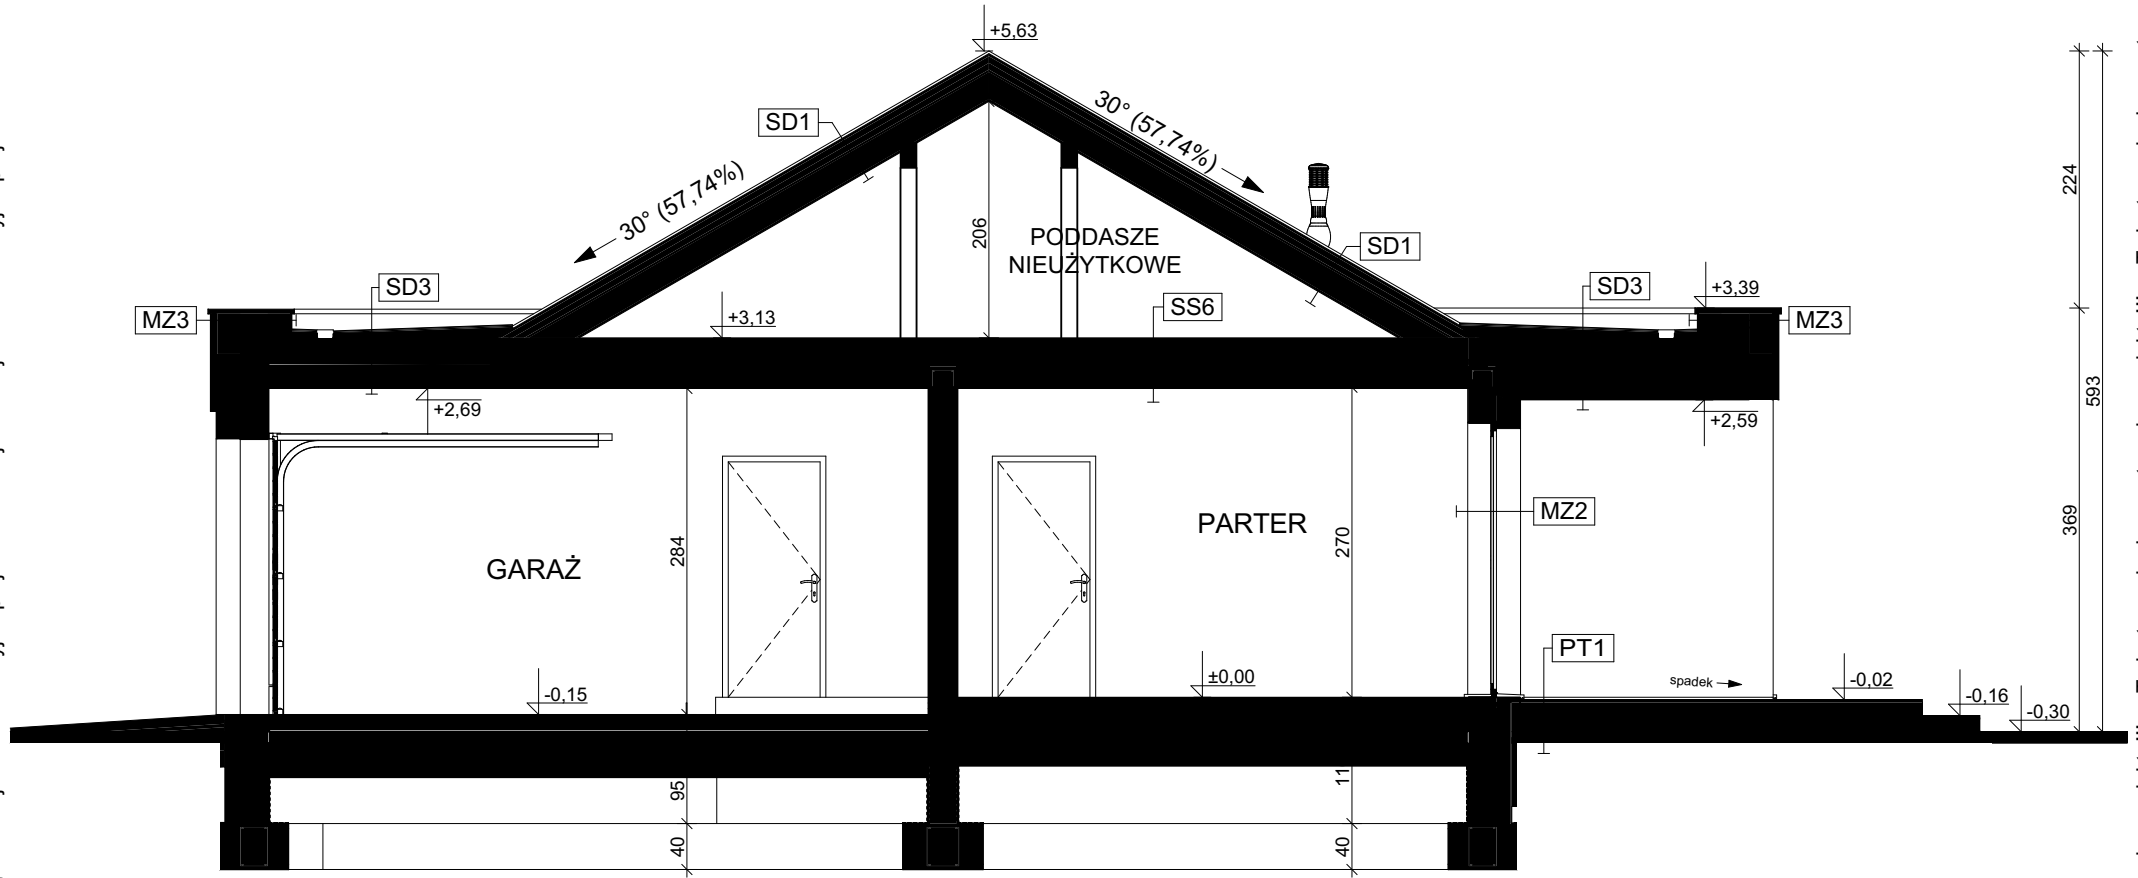 +5,63
SD1
30° (57,74%)
30° (57,74%)
224
206
PODDASZE
NIEUŻYTKOWE
SD1
SD3
SD3
+3,39
MZ3
+3,13
SS6
MZ3
+2,69
+2,59
593
MZ2
369
PARTER
284
270
GARAŻ
PT1
±0,00
spadek
-0,02
-0,15
-0,16
-0,30
95
11
40
40